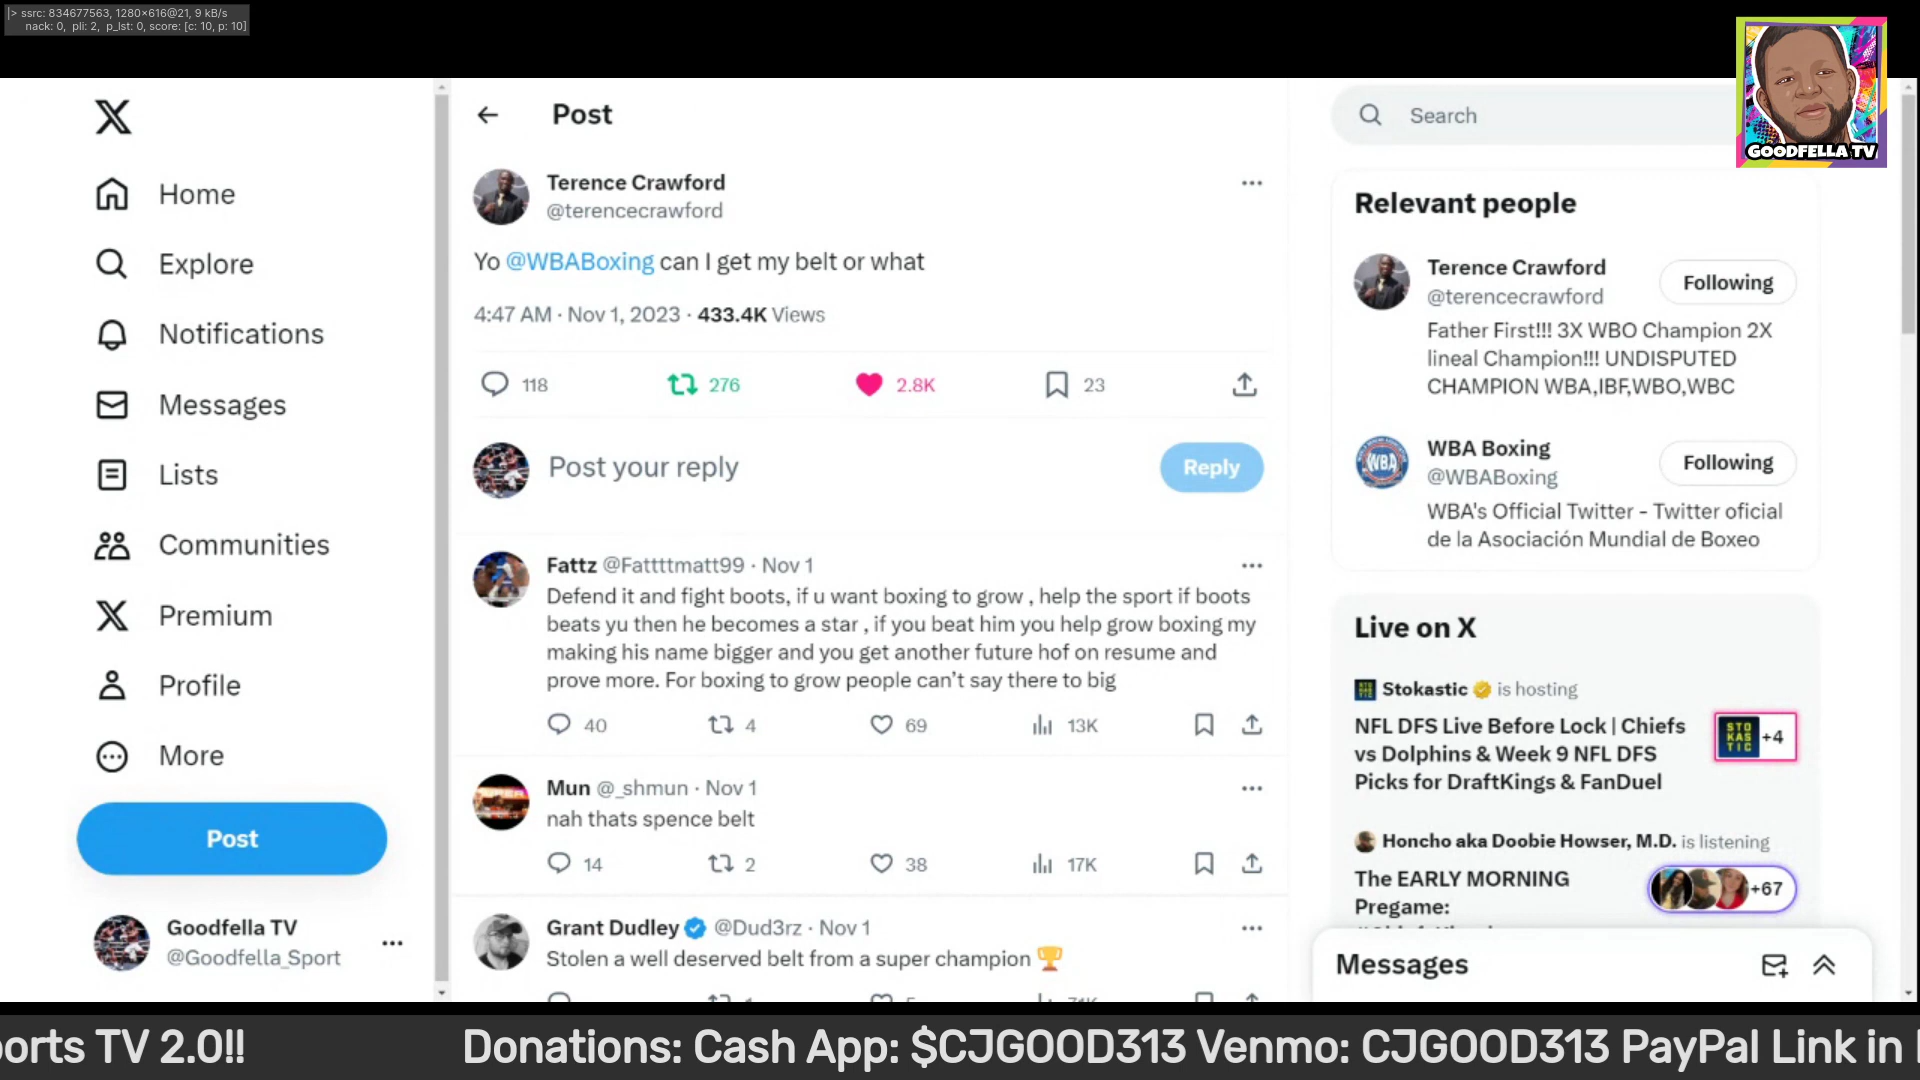 |> ssrc: 834677563, 1280×616@21, 9 kB/s
nack: 0, pli: 2, p_lst: 0, score: [c: 10, p: 10]
GOODFELLA TV
X
Home
Explore
Notifications
Messages
Lists
Communities
Premium
Profile
More
Post
Goodfella TV
@Goodfella_Sport
Post
Terence Crawford
@terencecrawford
Yo @WBABoxing can I get my belt or what
4:47 AM · Nov 1, 2023 · 433.4K Views
118 276 2.8K 23
Post your reply
Reply
Fattz @Fattttmatt99 · Nov 1
Defend it and fight boots, if u want boxing to grow , help the sport if boots
beats yu then he becomes a star , if you beat him you help grow boxing my
making his name bigger and you get another future hof on resume and
prove more. For boxing to grow people can’t say there to big
40 4 69 13K
Mun @_shmun · Nov 1
nah thats spence belt
14 2 38 17K
Grant Dudley @Dud3rz · Nov 1
Stolen a well deserved belt from a super champion 🏆
Search
Relevant people
Terence Crawford
@terencecrawford
Following
Father First!!! 3X WBO Champion 2X
lineal Champion!!! UNDISPUTED
CHAMPION WBA,IBF,WBO,WBC
WBA
WBA Boxing
@WBABoxing
Following
WBA's Official Twitter - Twitter oficial
de la Asociación Mundial de Boxeo
Live on X
Stokastic is hosting
NFL DFS Live Before Lock | Chiefs
vs Dolphins & Week 9 NFL DFS
Picks for DraftKings & FanDuel
STO
KAS
TIC
+4
Honcho aka Doobie Howser, M.D. is listening
The EARLY MORNING
Pregame:
+67
Messages
orts TV 2.0!! Donations: Cash App: $CJGOOD313 Venmo: CJGOOD313 PayPal Link in